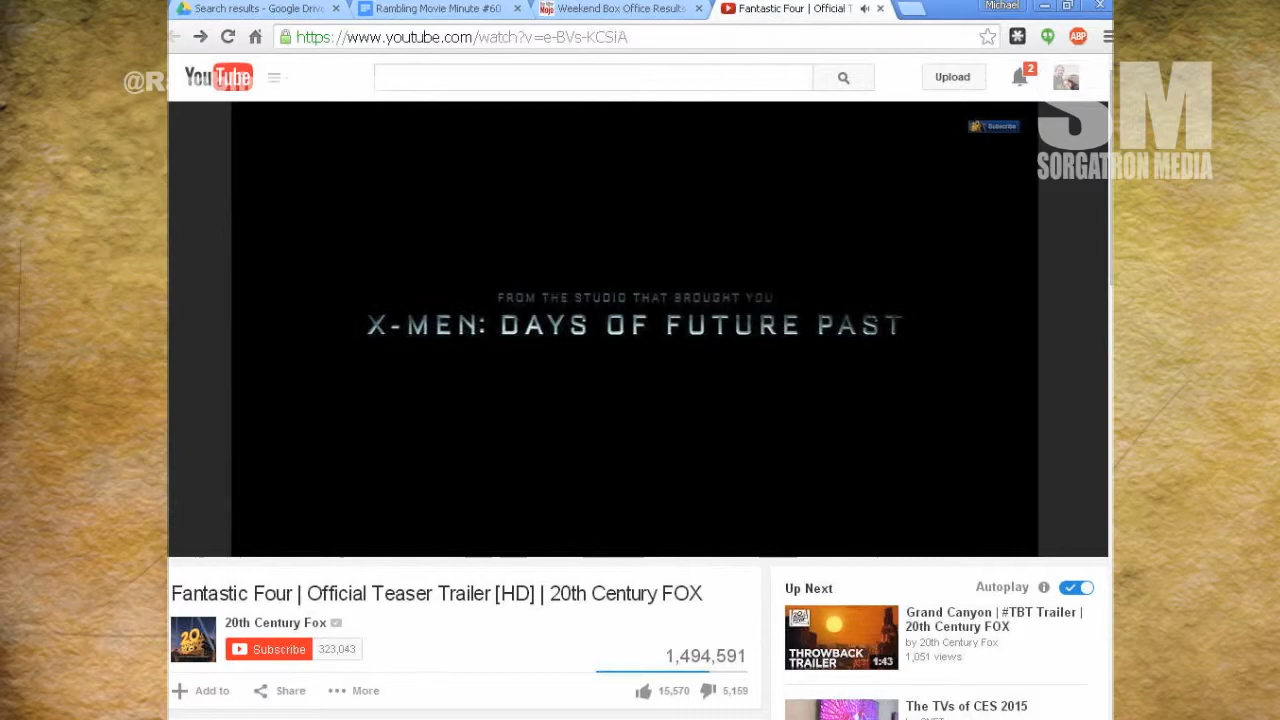 Search results - Google Drive
Rambling Movie Minute #60
Weekend Box Office Results
Fantastic Four | Official T
Michael
https://www.youtube.com/watch?v=e-BVs-KCSIA
ABP
@Ra
YouTube
Upload
2
SM
SORGATRON MEDIA
Subscribe
FROM THE STUDIO THAT BROUGHT YOU
X-MEN: DAYS OF FUTURE PAST
Fantastic Four | Official Teaser Trailer [HD] | 20th Century FOX
20th Century Fox
Subscribe 323,043
1,494,591
Add to Share More 15,570 5,159
Up Next Autoplay
THROWBACK
TRAILER
1:43
Grand Canyon | #TBT Trailer |
20th Century FOX
by 20th Century Fox
1,051 views
The TVs of CES 2015